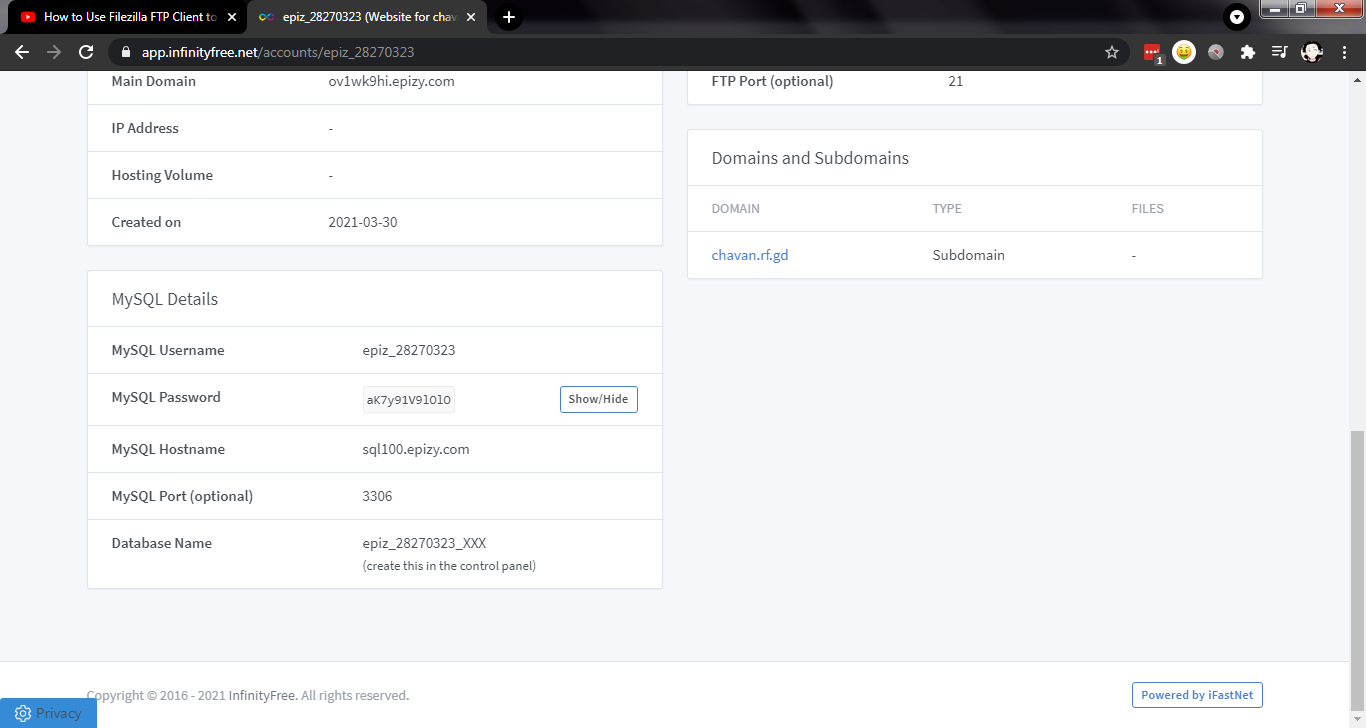 How to Use Filezilla FTP Client to
epiz_28270323 (Website for chav
app.infinityfree.net/accounts/epiz_28270323
1
Main Domain ov1wk9hi.epizy.com
IP Address -
Hosting Volume -
Created on 2021-03-30
MySQL Details
MySQL Username epiz_28270323
MySQL Password aK7y91V9lOlO Show/Hide
MySQL Hostname sql100.epizy.com
MySQL Port (optional) 3306
Database Name epiz_28270323_XXX
(create this in the control panel)
FTP Port (optional) 21
Domains and Subdomains
DOMAIN TYPE FILES
chavan.rf.gd Subdomain -
Copyright © 2016 - 2021 InfinityFree. All rights reserved.
Powered by iFastNet
Privacy